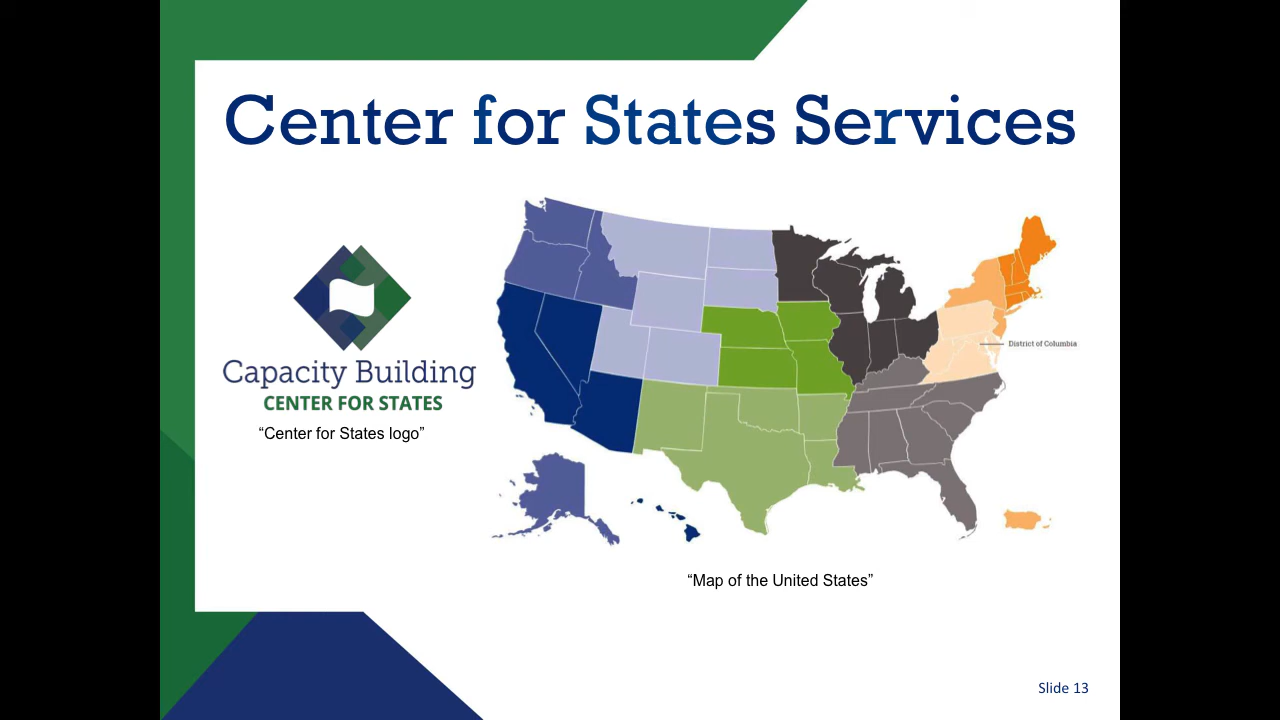 Center for States Services
Capacity Building
CENTER FOR STATES
“Center for States logo”
District of Columbia
“Map of the United States”
Slide 13